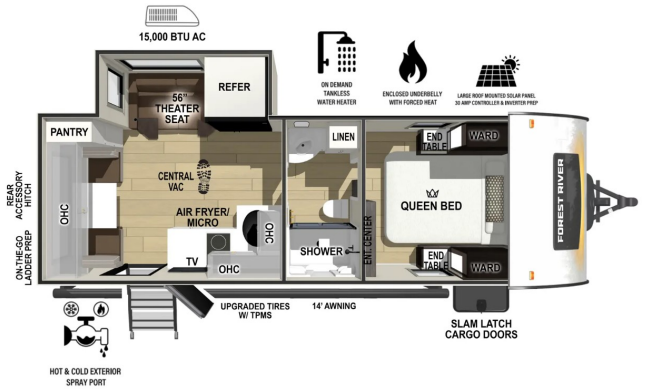 15,000 BTU AC
ON DEMAND
TANKLESS
WATER HEATER
ENCLOSED UNDERBELLY
WITH FORCED HEAT
LARGE ROOF MOUNTED SOLAR PANEL
30 AMP CONTROLLER & INVERTER PREP
56"
THEATER
SEAT
REFER
PANTRY
LINEN
END
TABLE
WARD
REAR
ACCESSORY
HITCH
OHC
CENTRAL
VAC
QUEEN BED
FOREST RIVER
AIR FRYER/
MICRO
OHC
ENT. CENTER
ON-THE-GO
LADDER PREP
SHOWER
TV
OHC
END
TABLE
WARD
UPGRADED TIRES
W/ TPMS
14' AWNING
SLAM LATCH
CARGO DOORS
HOT & COLD EXTERIOR
SPRAY PORT